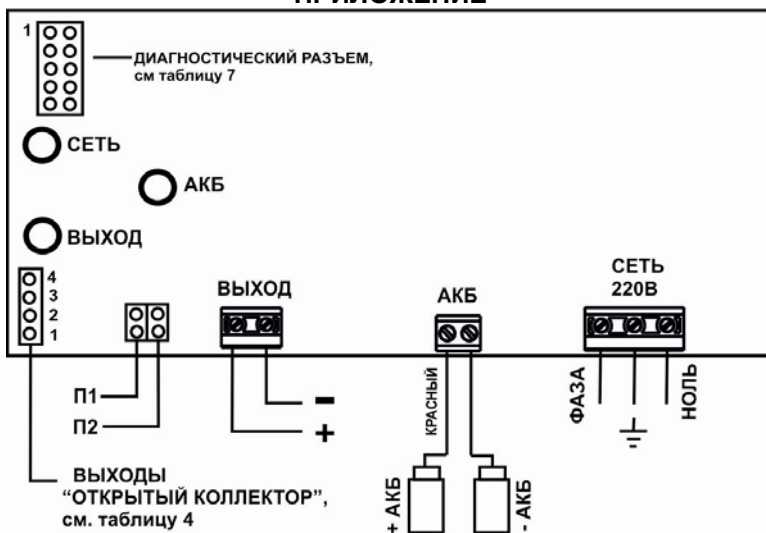 ПРИЛОЖЕНИЕ
1
ДИАГНОСТИЧЕСКИЙ РАЗЪЕМ,
см таблицу 7
СЕТЬ
АКБ
ВЫХОД
4
3
2
1
ВЫХОД
АКБ
СЕТЬ
220В
П1
П2
-
+
КРАСНЫЙ
ФАЗА
НОЛЬ
+ АКБ
- АКБ
ВЫХОДЫ
“ОТКРЫТЫЙ КОЛЛЕКТОР”,
см. таблицу 4